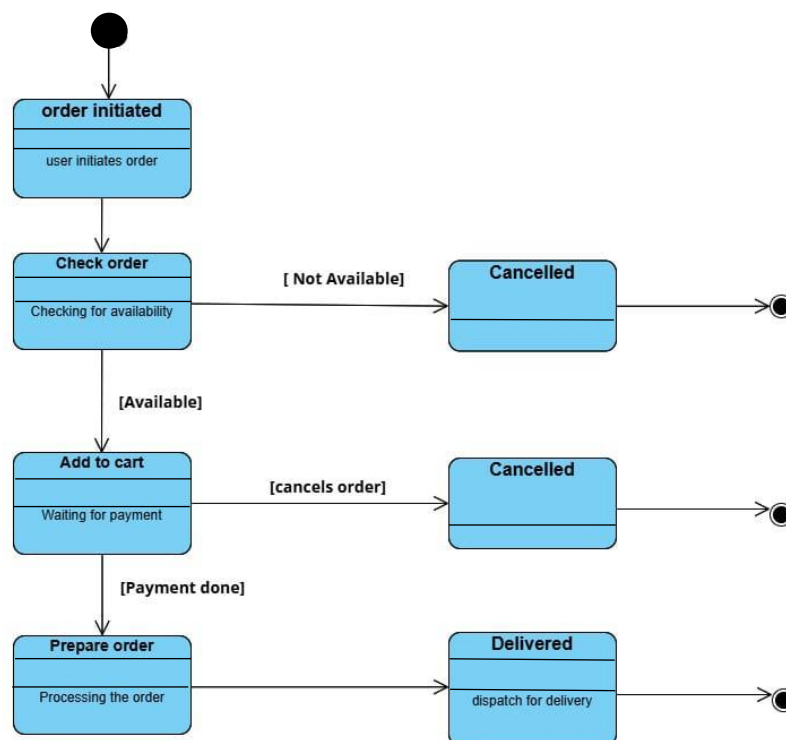 order initiated
user initiates order
Check order
Checking for availability
[ Not Available]
Cancelled
[Available]
Add to cart
Waiting for payment
[cancels order]
Cancelled
[Payment done]
Prepare order
Processing the order
Delivered
dispatch for delivery